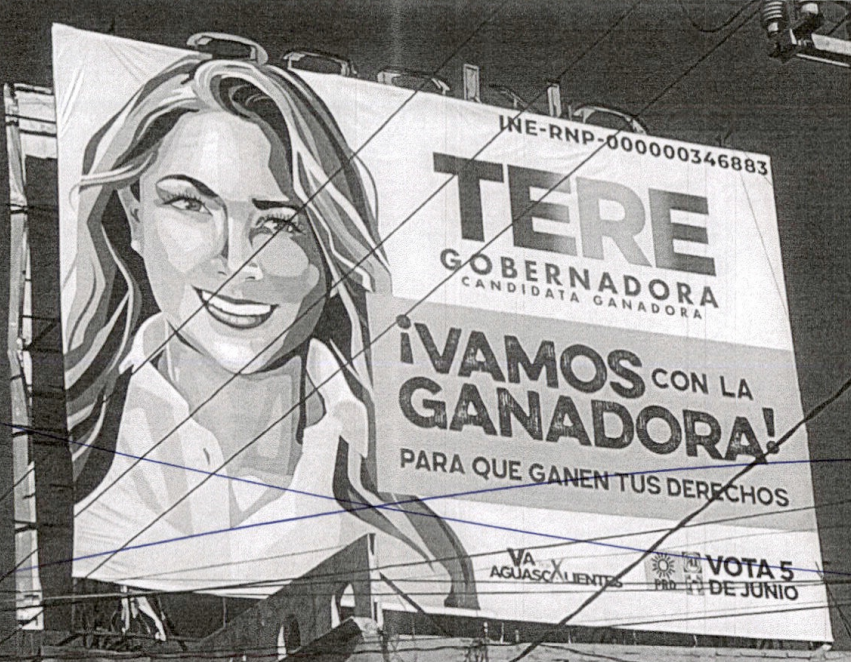 INE-RNP-000000346883
TERE
GOBERNADORA
CANDIDATA GANADORA
¡VAMOS CON LA
GANADORA!
PARA QUE GANEN TUS DERECHOS
VA
AGUASCALIENTES
PRD
VOTA 5
DE JUNIO